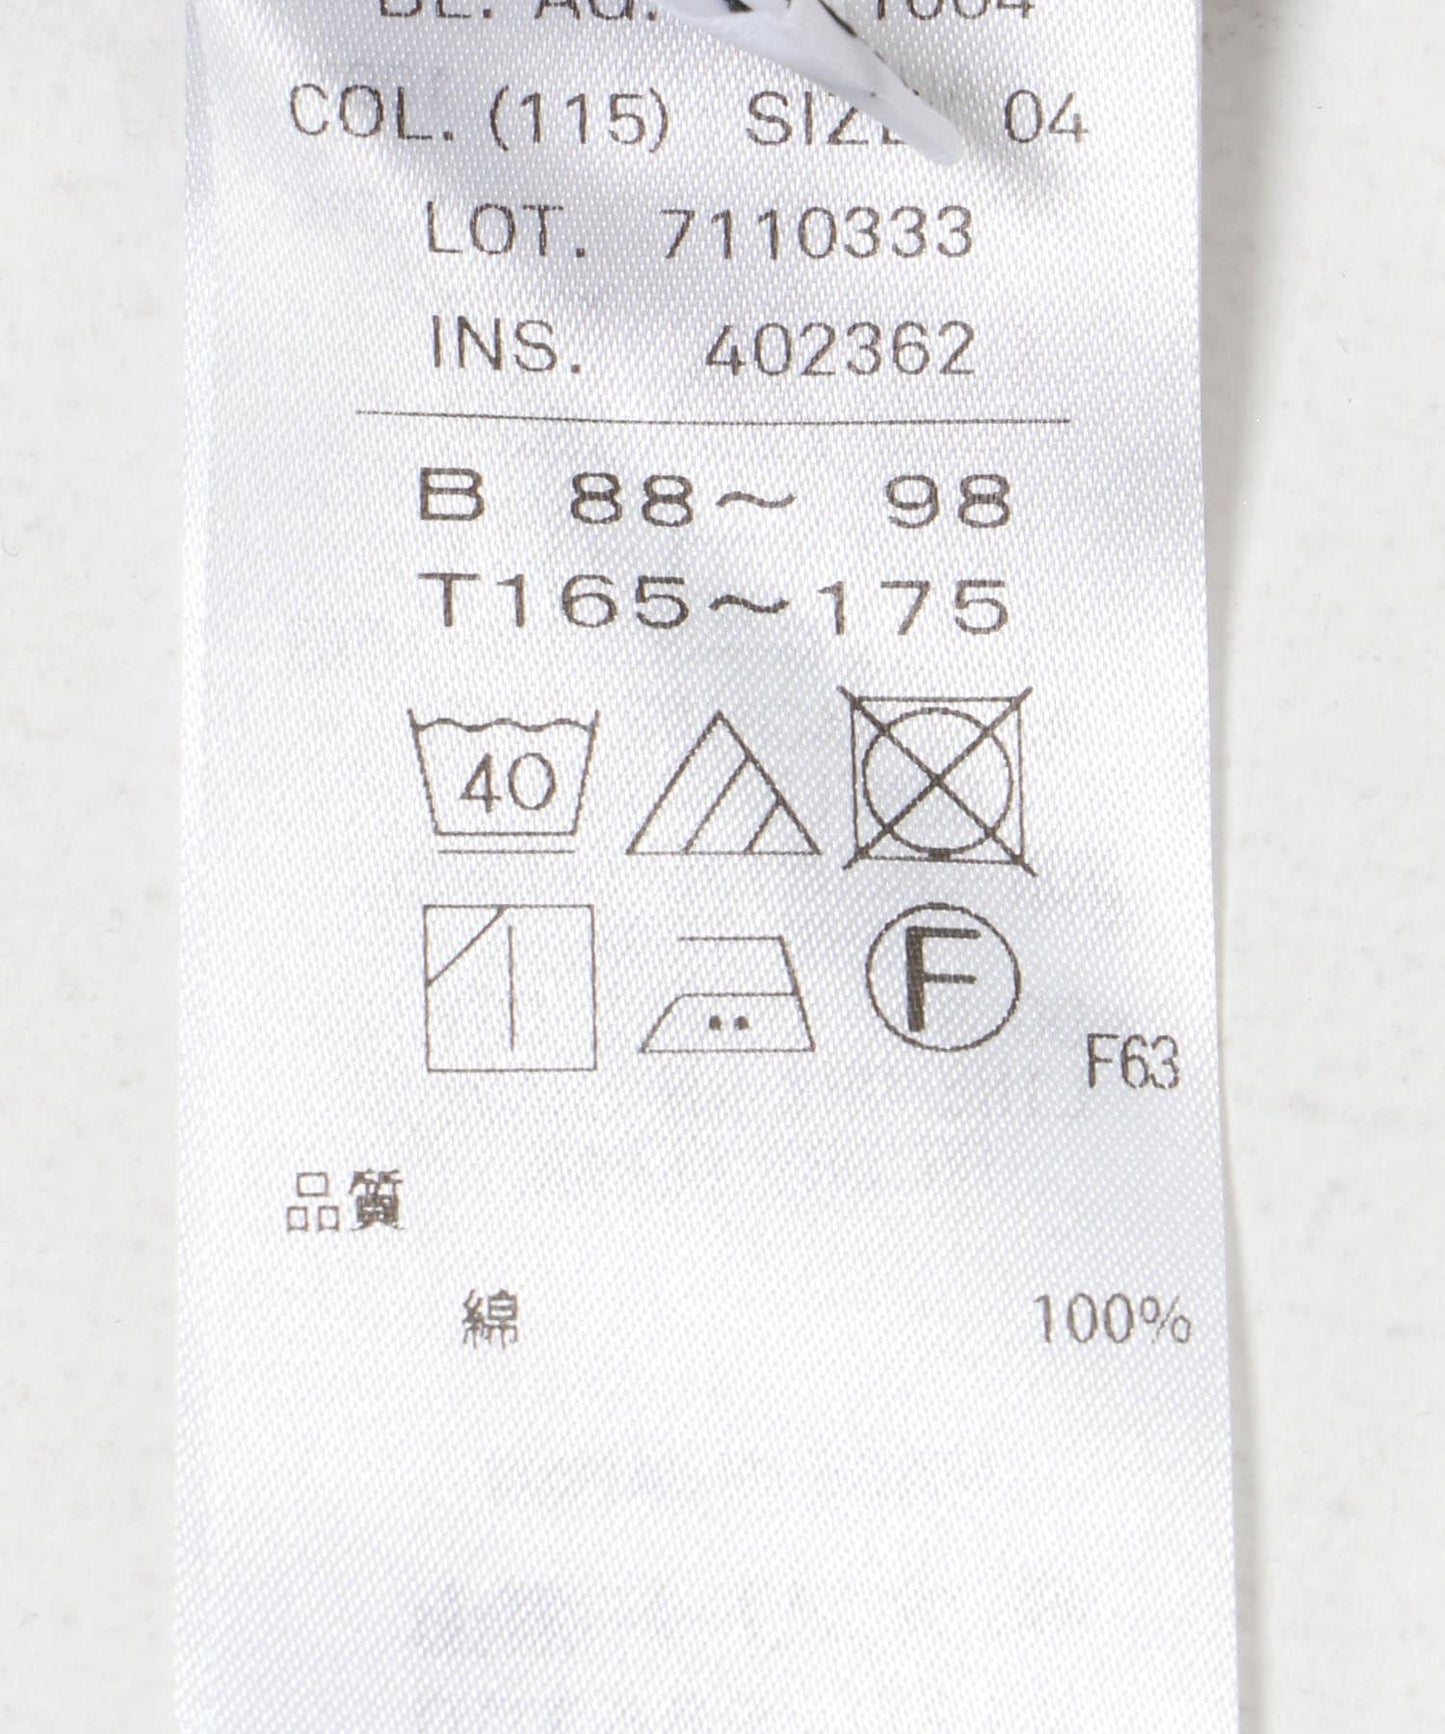 COL. (115) SIZE 04
LOT. 7110333
INS. 402362
B 88～ 98
T165～175
40
F
F63
品質
綿 100%